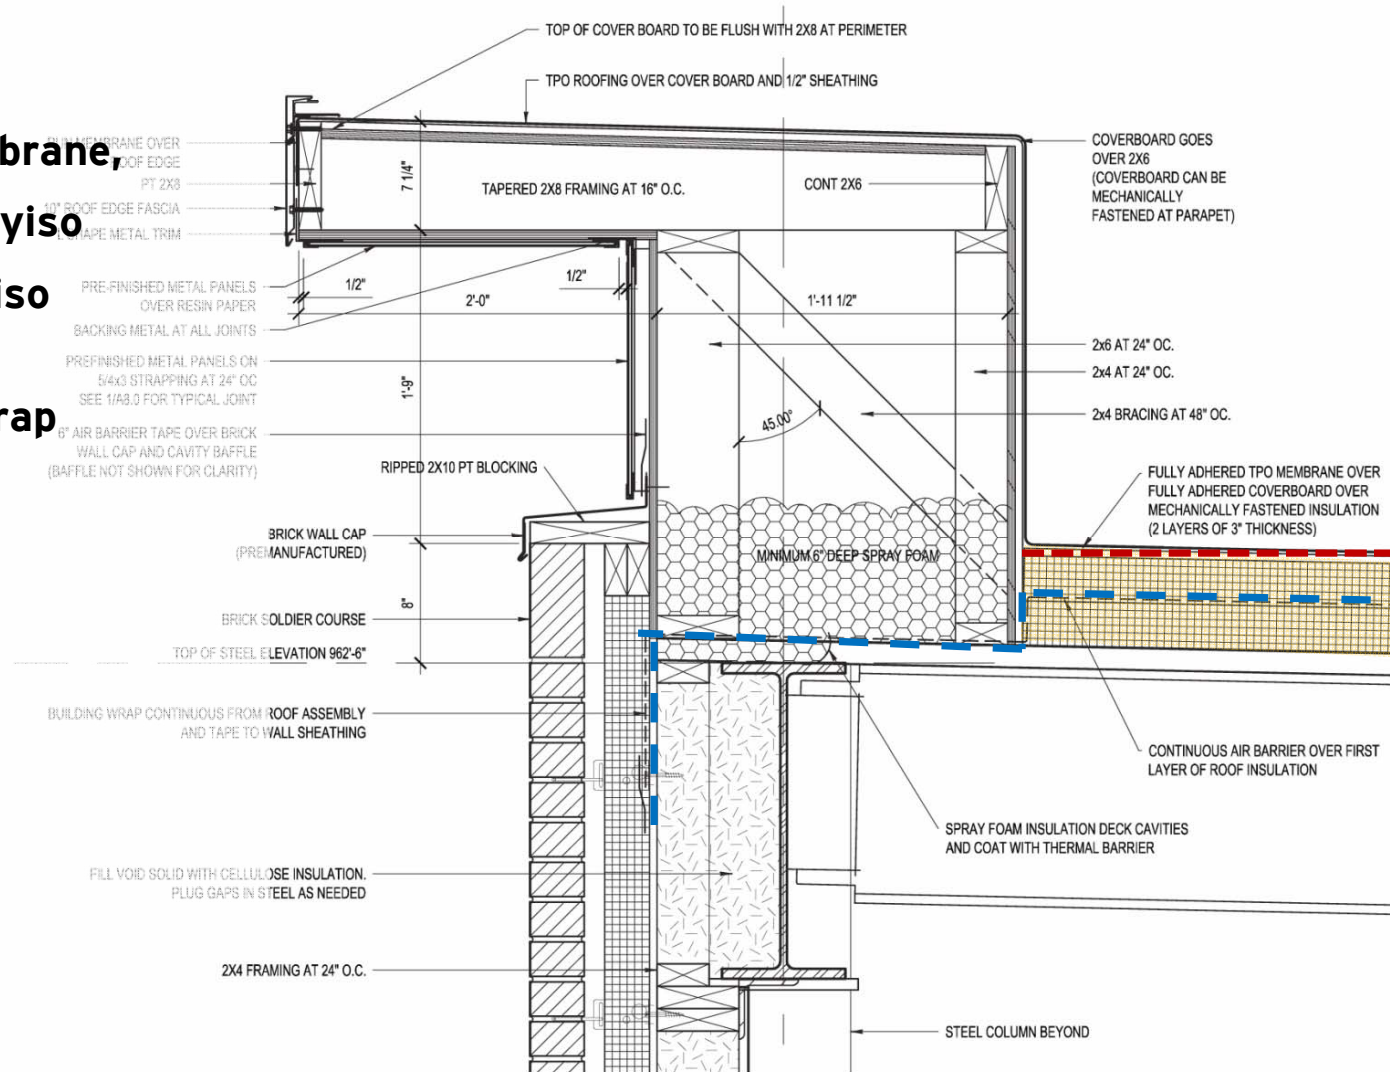 TOP OF COVER BOARD TO BE FLUSH WITH 2X8 AT PERIMETER
TPO ROOFING OVER COVER BOARD AND 1/2" SHEATHING
brane,
yiso
iso
rap
MEMBRANE OVER
ROOF EDGE
PT 2X8
10" ROOF EDGE FASCIA
L-SHAPE METAL TRIM
PRE-FINISHED METAL PANELS
OVER RESIN PAPER
BACKING METAL AT ALL JOINTS
PREFINISHED METAL PANELS ON
5/4x3 STRAPPING AT 24" OC
SEE 1/A8.0 FOR TYPICAL JOINT
6" AIR BARRIER TAPE OVER BRICK
WALL CAP AND CAVITY BAFFLE
(BAFFLE NOT SHOWN FOR CLARITY)
RIPPED 2X10 PT BLOCKING
BRICK WALL CAP
(PREMANUFACTURED)
BRICK SOLDIER COURSE
TOP OF STEEL ELEVATION 962'-6"
BUILDING WRAP CONTINUOUS FROM ROOF ASSEMBLY
AND TAPE TO WALL SHEATHING
FILL VOID SOLID WITH CELLULOSE INSULATION.
PLUG GAPS IN STEEL AS NEEDED
2X4 FRAMING AT 24" O.C.
7 1/4"
TAPERED 2X8 FRAMING AT 16" O.C.
CONT 2X6
1/2"
1/2"
2'-0"
1'-11 1/2"
1'-9"
45.00°
8"
MINIMUM 6" DEEP SPRAY FOAM
COVERBOARD GOES
OVER 2X6
(COVERBOARD CAN BE
MECHANICALLY
FASTENED AT PARAPET)
2x6 AT 24" OC.
2x4 AT 24" OC.
2x4 BRACING AT 48" OC.
FULLY ADHERED TPO MEMBRANE OVER
FULLY ADHERED COVERBOARD OVER
MECHANICALLY FASTENED INSULATION
(2 LAYERS OF 3" THICKNESS)
CONTINUOUS AIR BARRIER OVER FIRST
LAYER OF ROOF INSULATION
SPRAY FOAM INSULATION DECK CAVITIES
AND COAT WITH THERMAL BARRIER
STEEL COLUMN BEYOND